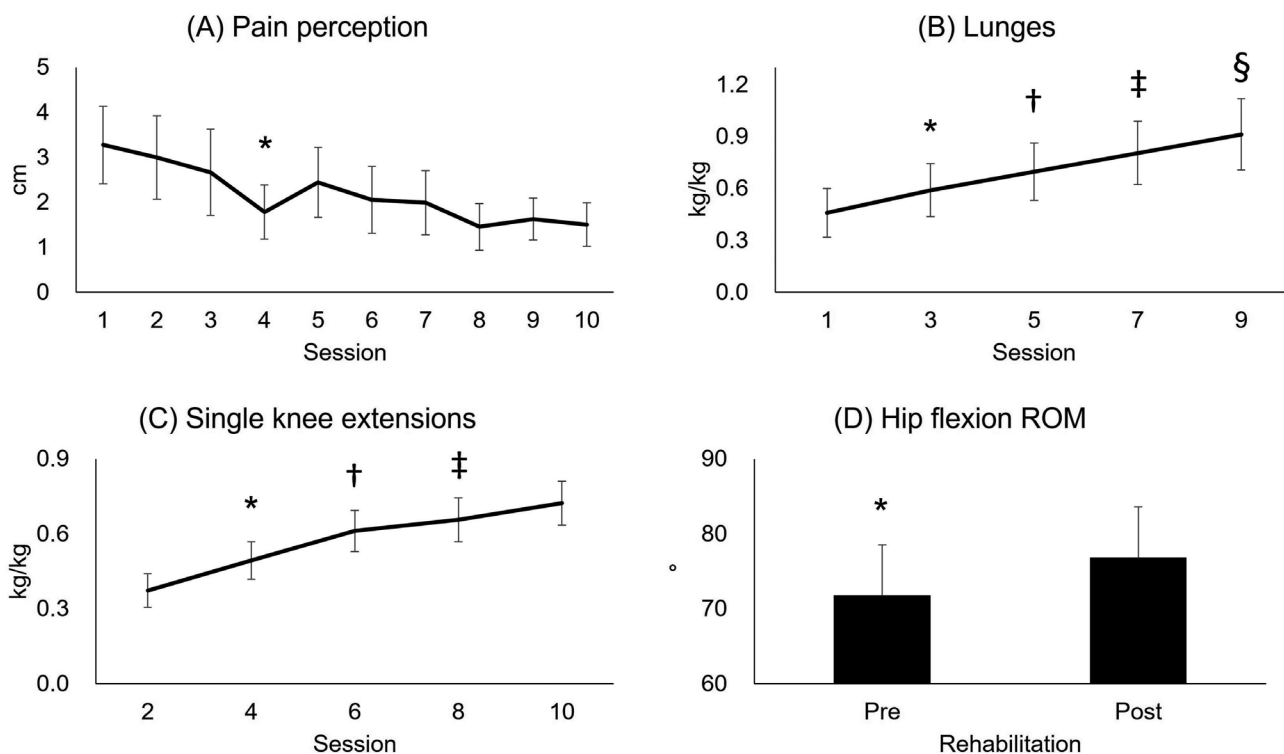 (A) Pain perception
5
4
3
2
1
0
cm
*
1 2 3 4 5 6 7 8 9 10
Session
(B) Lunges
1.2
0.9
0.6
0.3
0.0
kg/kg
* † ‡ §
1 3 5 7 9
Session
(C) Single knee extensions
0.9
0.6
0.3
0.0
kg/kg
* † ‡
2 4 6 8 10
Session
(D) Hip flexion ROM
90
80
70
60
°
*
Pre Post
Rehabilitation